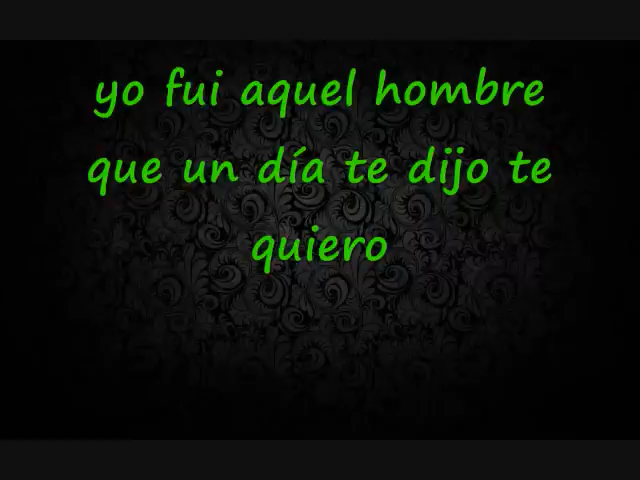 yo fui aquel hombre
que un día te dijo te
quiero